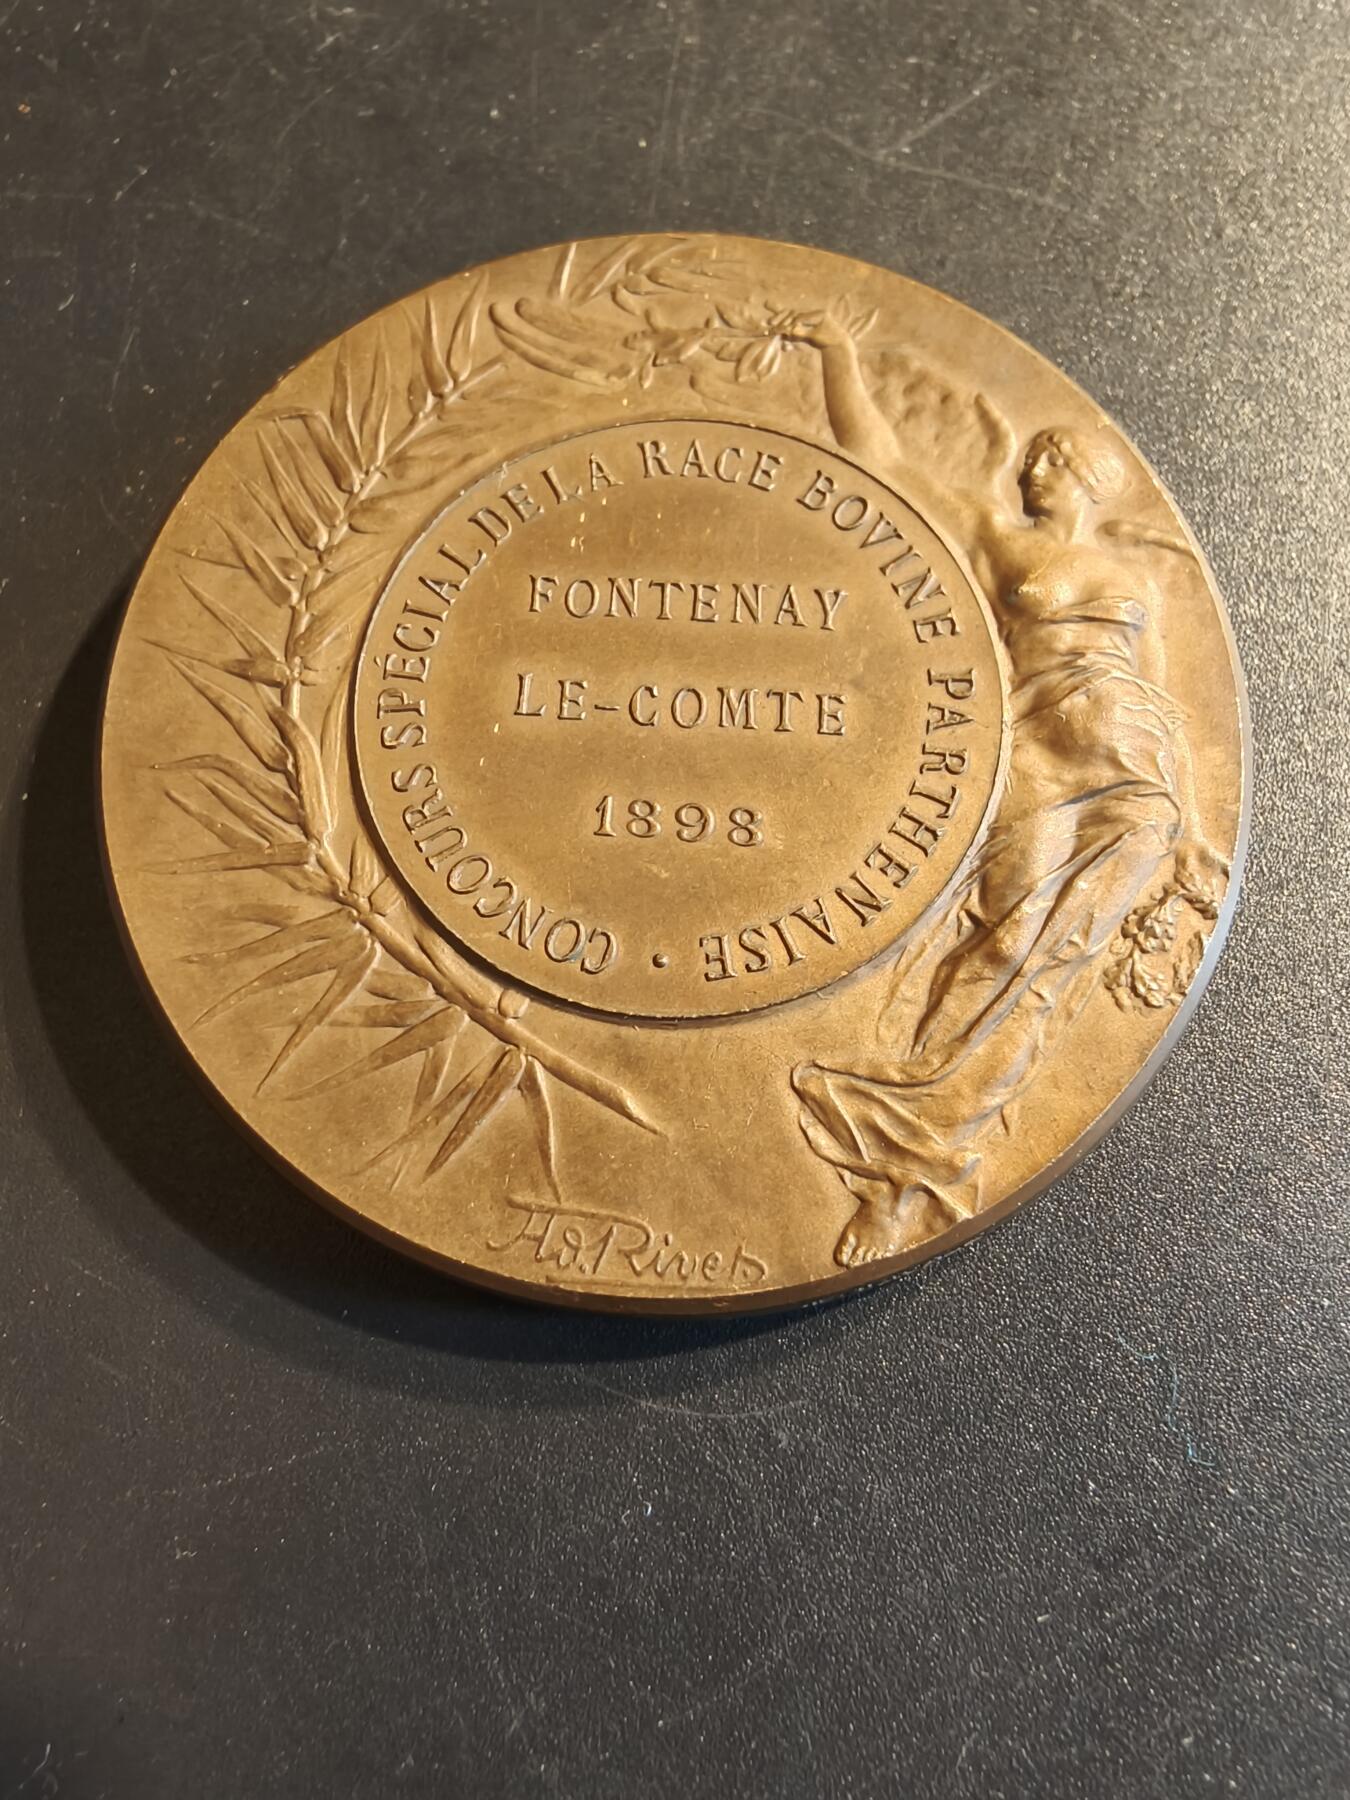 CONCOURS SPÉCIAL DE LA RACE BOVINE PARTHENAISE •
FONTENAY
LE-COMTE
1898
Ad. Rivet